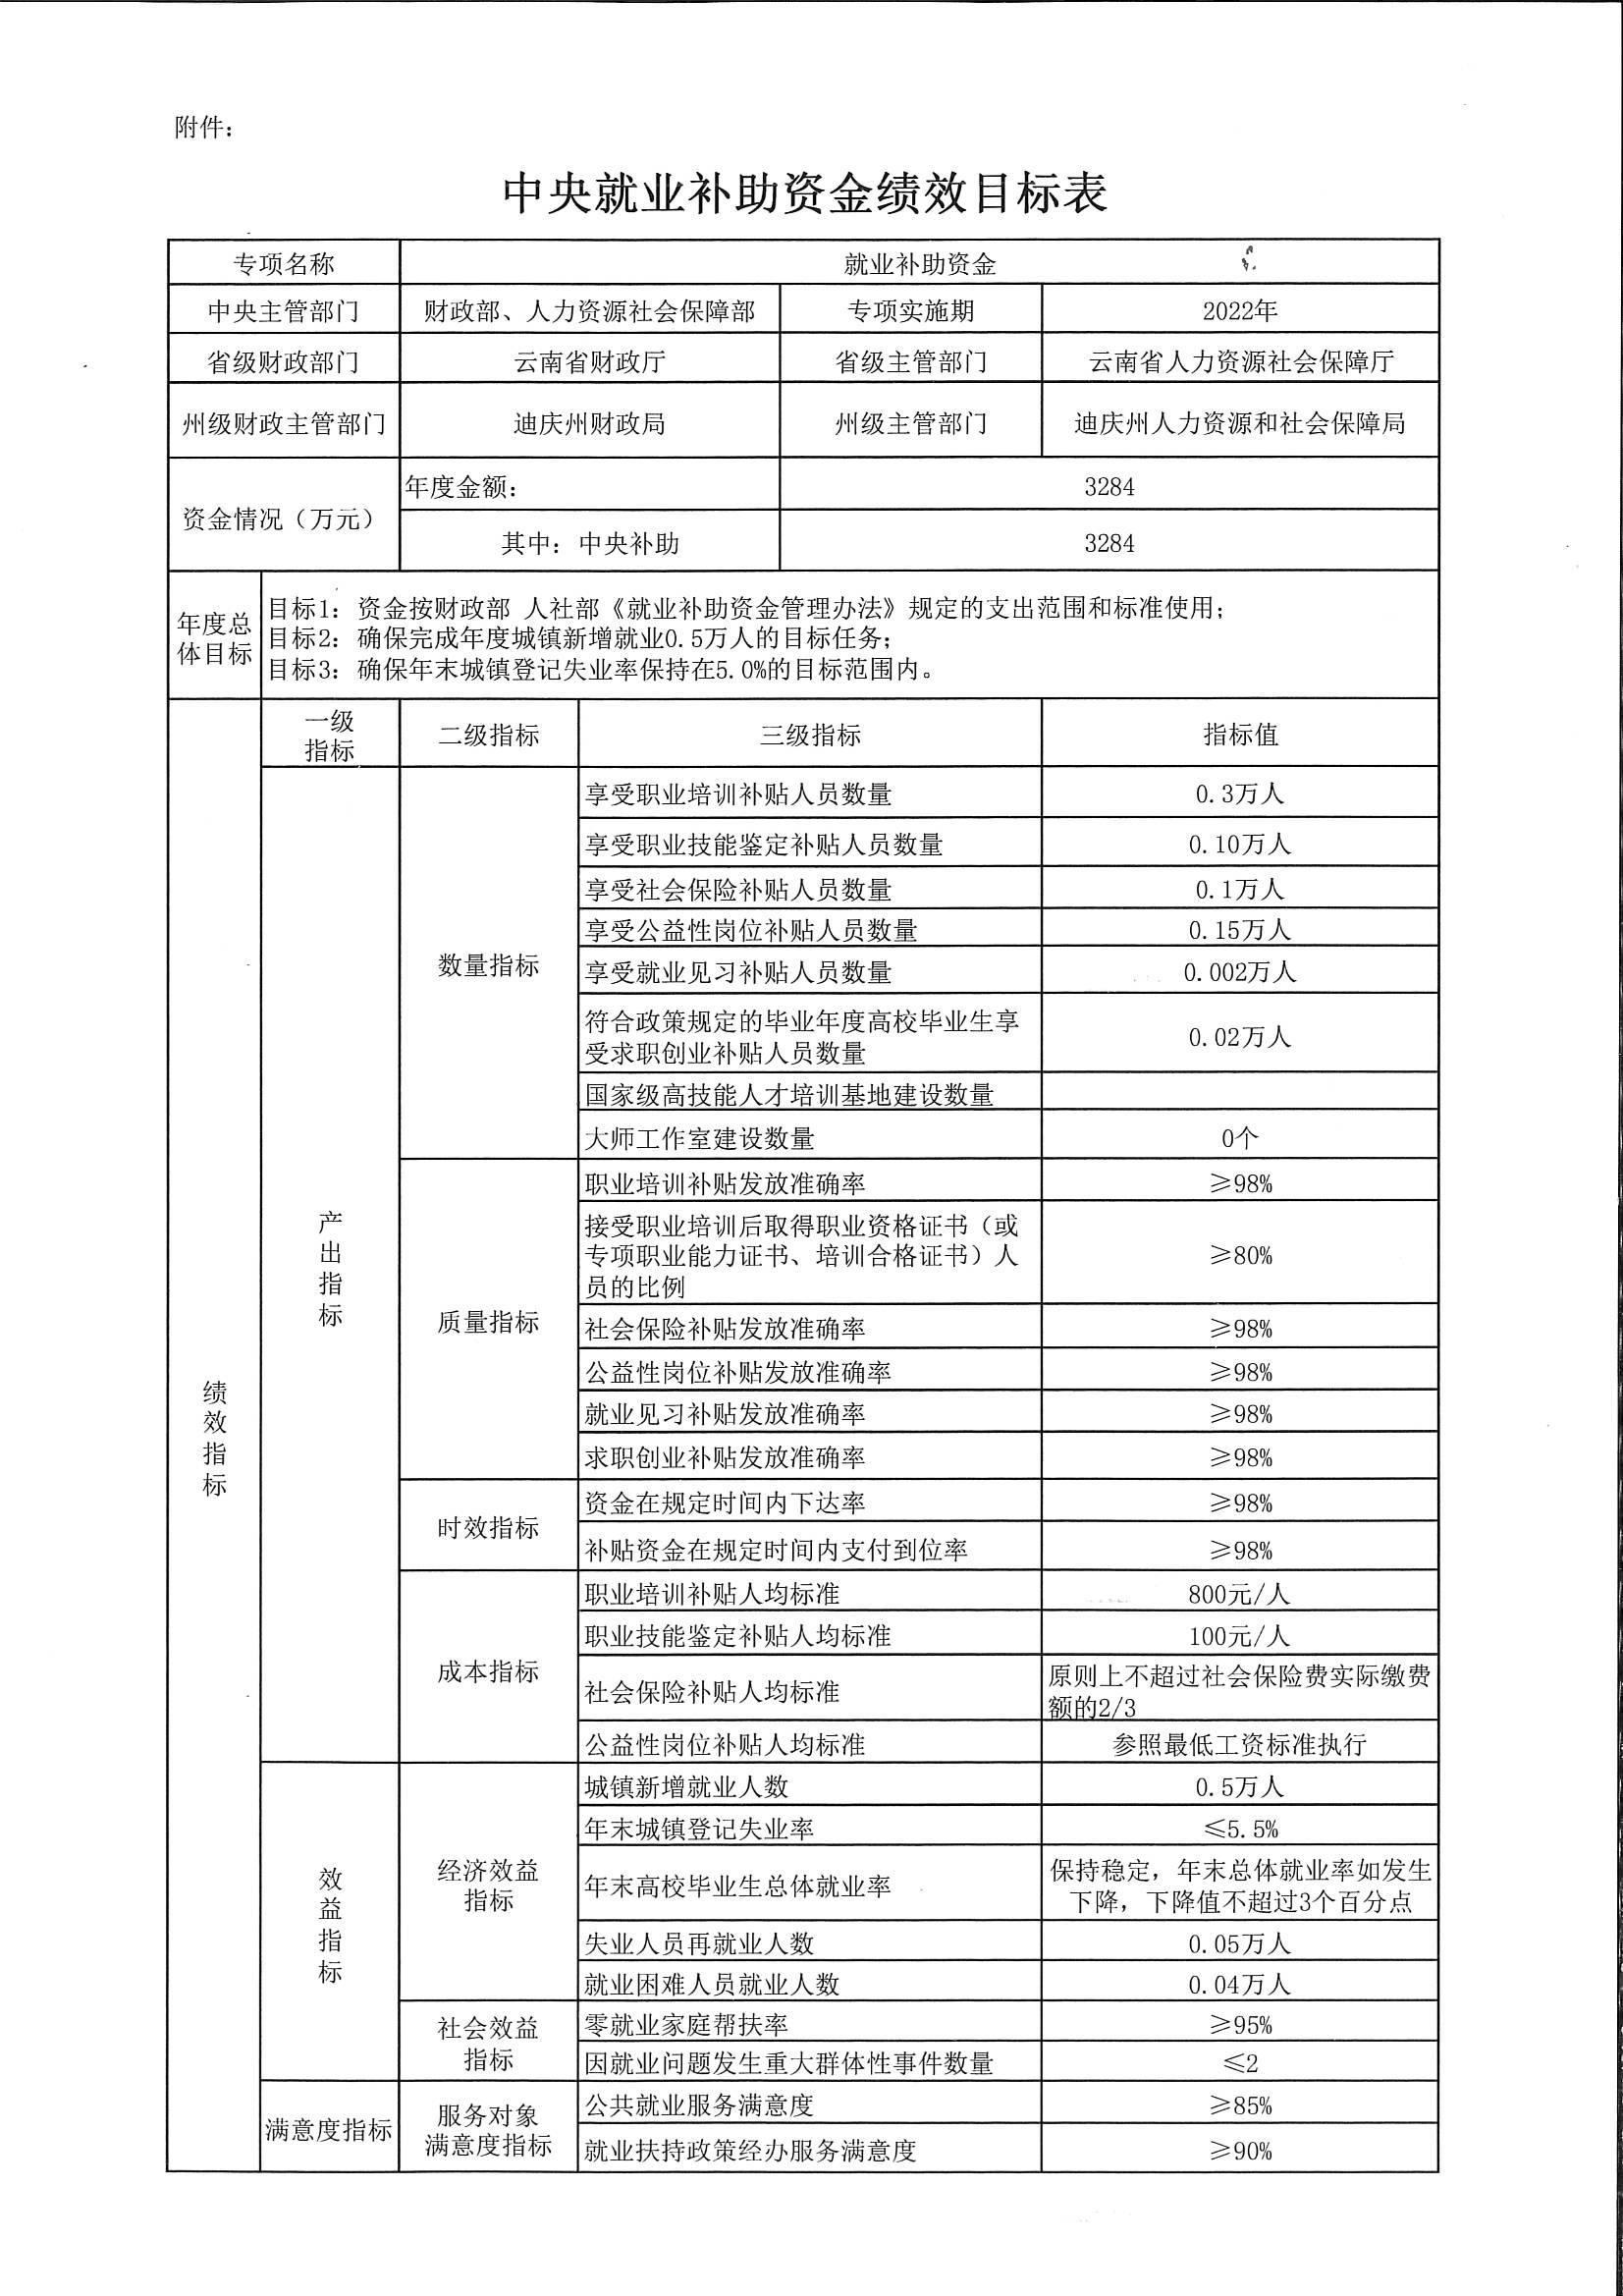 附件：
中央就业补助资金绩效目标表
专项名称
就业补助资金
中央主管部门
财政部、人力资源社会保障部
专项实施期
2022年
省级财政部门
云南省财政厅
省级主管部门
云南省人力资源社会保障厅
州级财政主管部门
迪庆州财政局
州级主管部门
迪庆州人力资源和社会保障局
资金情况（万元）
年度金额：
3284
其中：中央补助
3284
年度总
体目标
目标1：资金按财政部 人社部《就业补助资金管理办法》规定的支出范围和标准使用；
目标2：确保完成年度城镇新增就业0.5万人的目标任务；
目标3：确保年末城镇登记失业率保持在5.0%的目标范围内。
绩效指标
一级
指标
二级指标
三级指标
指标值
产出指标
数量指标
享受职业培训补贴人员数量
0.3万人
享受职业技能鉴定补贴人员数量
0.10万人
享受社会保险补贴人员数量
0.1万人
享受公益性岗位补贴人员数量
0.15万人
享受就业见习补贴人员数量
0.002万人
符合政策规定的毕业年度高校毕业生享
受求职创业补贴人员数量
0.02万人
国家级高技能人才培训基地建设数量
大师工作室建设数量
0个
质量指标
职业培训补贴发放准确率
≥98%
接受职业培训后取得职业资格证书（或
专项职业能力证书、培训合格证书）人
员的比例
≥80%
社会保险补贴发放准确率
≥98%
公益性岗位补贴发放准确率
≥98%
就业见习补贴发放准确率
≥98%
求职创业补贴发放准确率
≥98%
时效指标
资金在规定时间内下达率
≥98%
补贴资金在规定时间内支付到位率
≥98%
成本指标
职业培训补贴人均标准
800元/人
职业技能鉴定补贴人均标准
100元/人
社会保险补贴人均标准
原则上不超过社会保险费实际缴费
额的2/3
公益性岗位补贴人均标准
参照最低工资标准执行
效益指标
经济效益
指标
城镇新增就业人数
0.5万人
年末城镇登记失业率
≤5.5%
年末高校毕业生总体就业率
保持稳定，年末总体就业率如发生
下降，下降值不超过3个百分点
失业人员再就业人数
0.05万人
就业困难人员就业人数
0.04万人
社会效益
指标
零就业家庭帮扶率
≥95%
因就业问题发生重大群体性事件数量
≤2
满意度指标
服务对象
满意度指标
公共就业服务满意度
≥85%
就业扶持政策经办服务满意度
≥90%